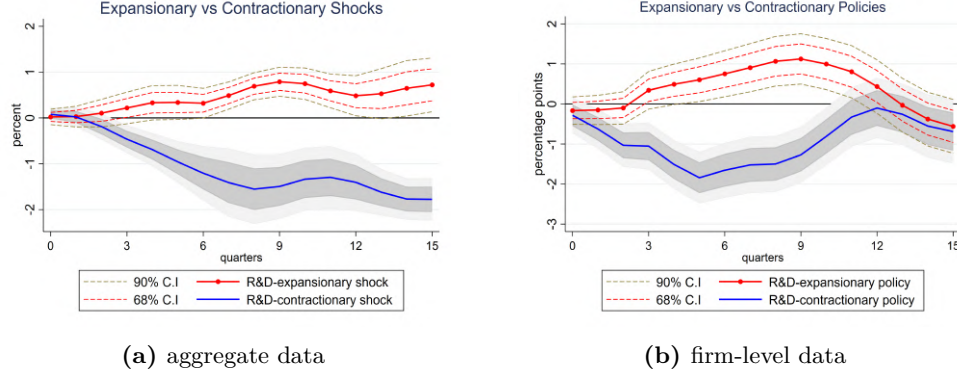 Expansionary vs Contractionary Shocks
percent
2
1
0
-1
-2
0 3 6 9 12 15
quarters
90% C.I R&D-expansionary shock
68% C.I R&D-contractionary shock
(a) aggregate data
Expansionary vs Contractionary Policies
percentage points
2
1
0
-1
-2
-3
0 3 6 9 12 15
quarters
90% C.I R&D-expansionary policy
68% C.I R&D-contractionary policy
(b) firm-level data